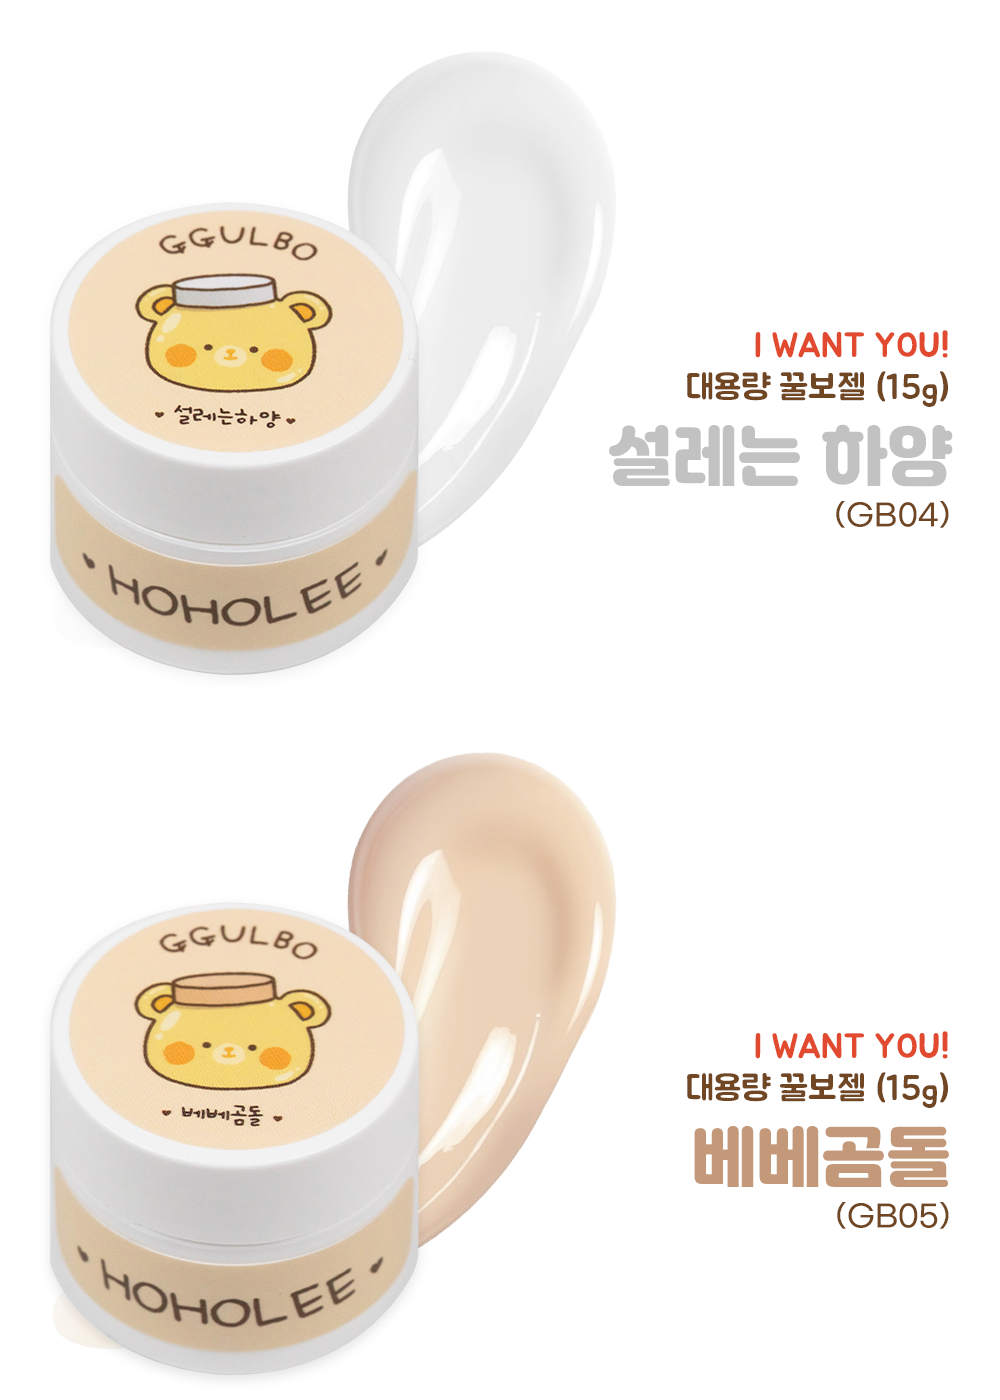 GGULBO
설레는하양
HOHOLEE
I WANT YOU!
대용량 꿀보젤 (15g)
설레는 하양
(GB04)
GGULBO
베베곰돌
HOHOLEE
I WANT YOU!
대용량 꿀보젤 (15g)
베베곰돌
(GB05)